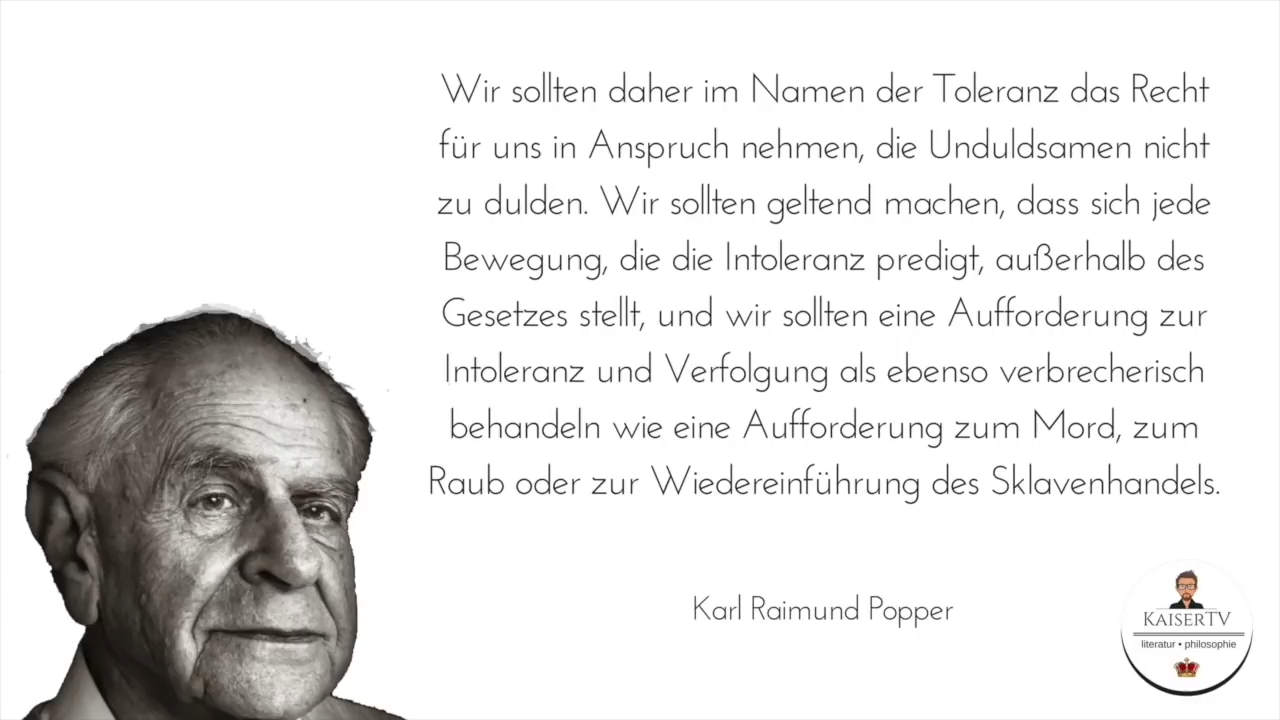 Wir sollten daher im Namen der Toleranz das Recht
für uns in Anspruch nehmen, die Unduldsamen nicht
zu dulden. Wir sollten geltend machen, dass sich jede
Bewegung, die die Intoleranz predigt, außerhalb des
Gesetzes stellt, und wir sollten eine Aufforderung zur
Intoleranz und Verfolgung als ebenso verbrecherisch
behandeln wie eine Aufforderung zum Mord, zum
Raub oder zur Wiedereinführung des Sklavenhandels.
Karl Raimund Popper
KAISERTV
literatur • philosophie